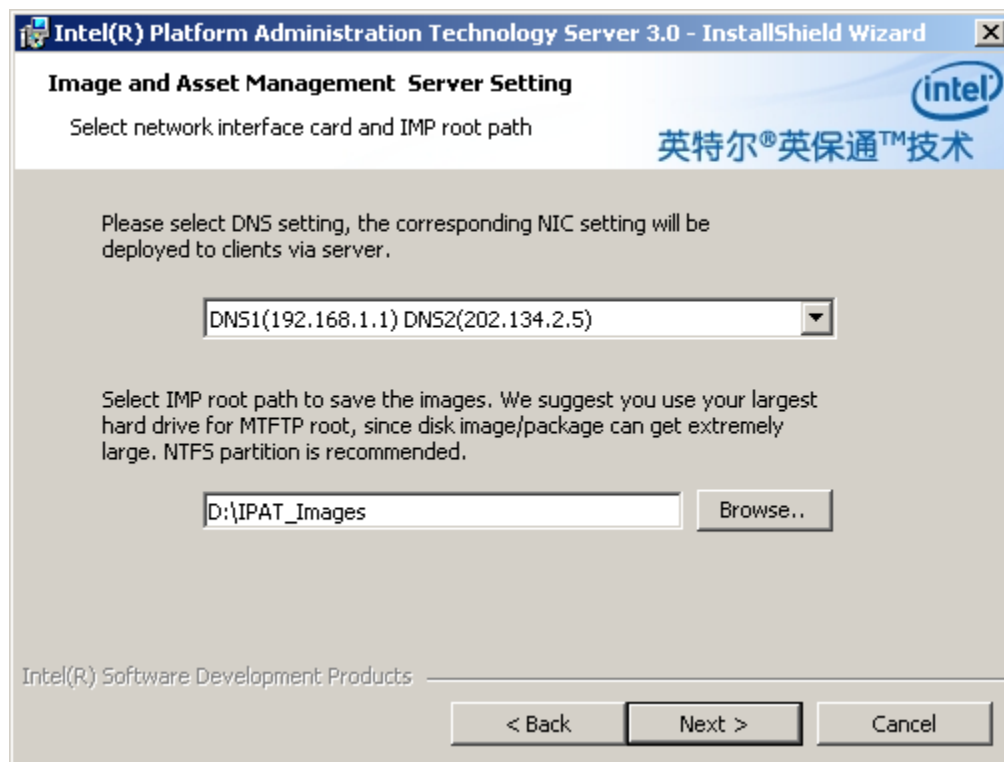 Intel(R) Platform Administration Technology Server 3.0 - InstallShield Wizard
Image and Asset Management Server Setting
Select network interface card and IMP root path
intel
英特尔®英保通™技术
Please select DNS setting, the corresponding NIC setting will be
deployed to clients via server.
DNS1(192.168.1.1) DNS2(202.134.2.5)
Select IMP root path to save the images. We suggest you use your largest
hard drive for MTFTP root, since disk image/package can get extremely
large. NTFS partition is recommended.
D:\IPAT_Images
Browse..
Intel(R) Software Development Products
< Back
Next >
Cancel